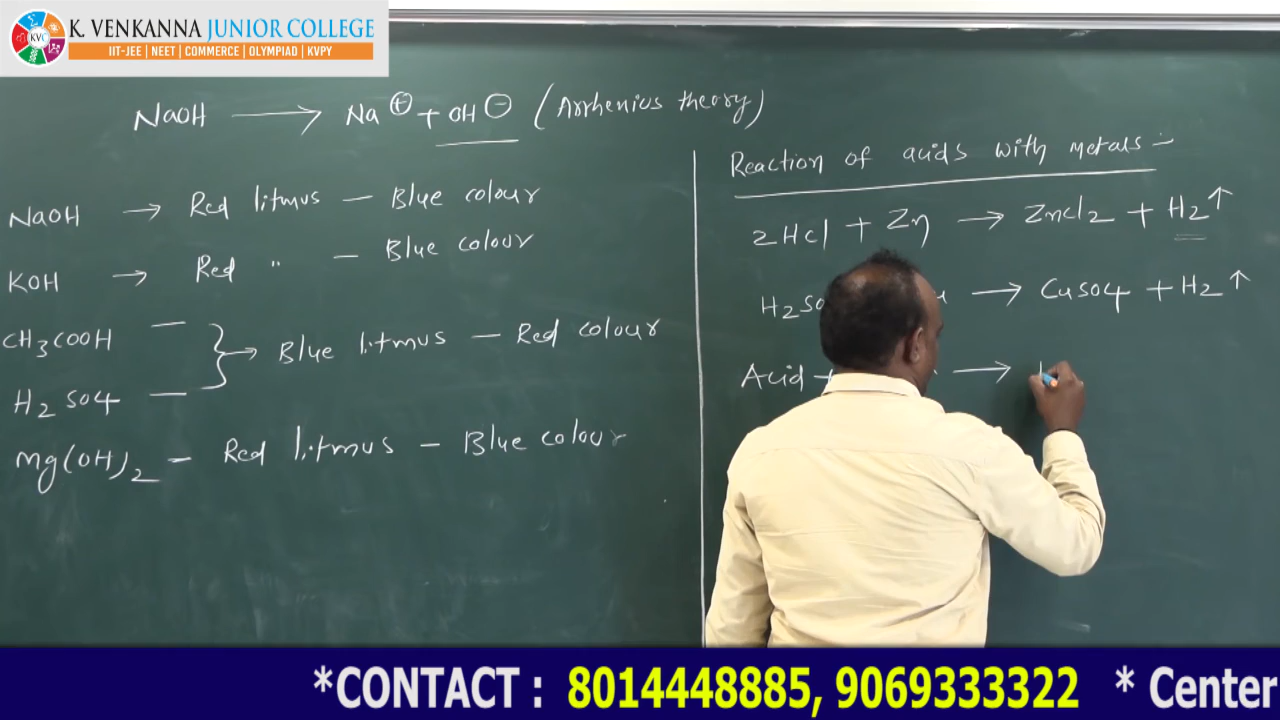 K. VENKANNA JUNIOR COLLEGE
KVC
IIT-JEE | NEET | COMMERCE | OLYMPIAD | KVPY
NaOH ⟶ Na⊕ + OH⊖ (Arrhenius theory)
NaOH → Red litmus — Blue colour
KOH → Red " — Blue colour
CH3COOH —
H2SO4 —
} → Blue litmus — Red colour
Mg(OH)2 — Red litmus — Blue colour
Reaction of acids with metals :-
2HCl + Zn ⟶ ZnCl2 + H2↑
H2SO ⟶ CuSO4 + H2↑
Acid + ⟶
*CONTACT : 8014448885, 9069333322 * Center